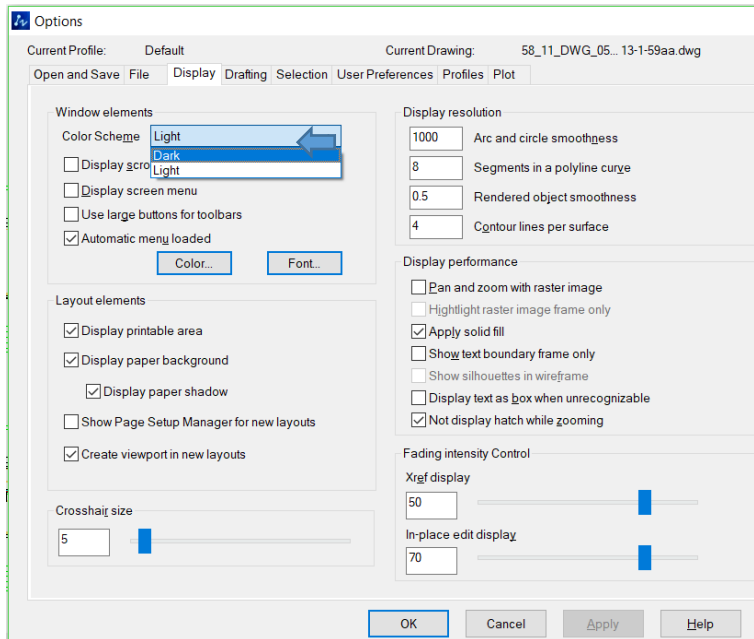 Options
Current Profile: Default Current Drawing: 58_11_DWG_05... 13-1-59aa.dwg
Open and Save File Display Drafting Selection User Preferences Profiles Plot
Window elements
Color Scheme Light
Dark
Light
Display scro
Display screen menu
Use large buttons for toolbars
Automatic menu loaded
Color... Font...
Layout elements
Display printable area
Display paper background
Display paper shadow
Show Page Setup Manager for new layouts
Create viewport in new layouts
Crosshair size
5
Display resolution
1000 Arc and circle smoothness
8 Segments in a polyline curve
0.5 Rendered object smoothness
4 Contour lines per surface
Display performance
Pan and zoom with raster image
Hightlight raster image frame only
Apply solid fill
Show text boundary frame only
Show silhouettes in wireframe
Display text as box when unrecognizable
Not display hatch while zooming
Fading intensity Control
Xref display
50
In-place edit display
70
OK Cancel Apply Help